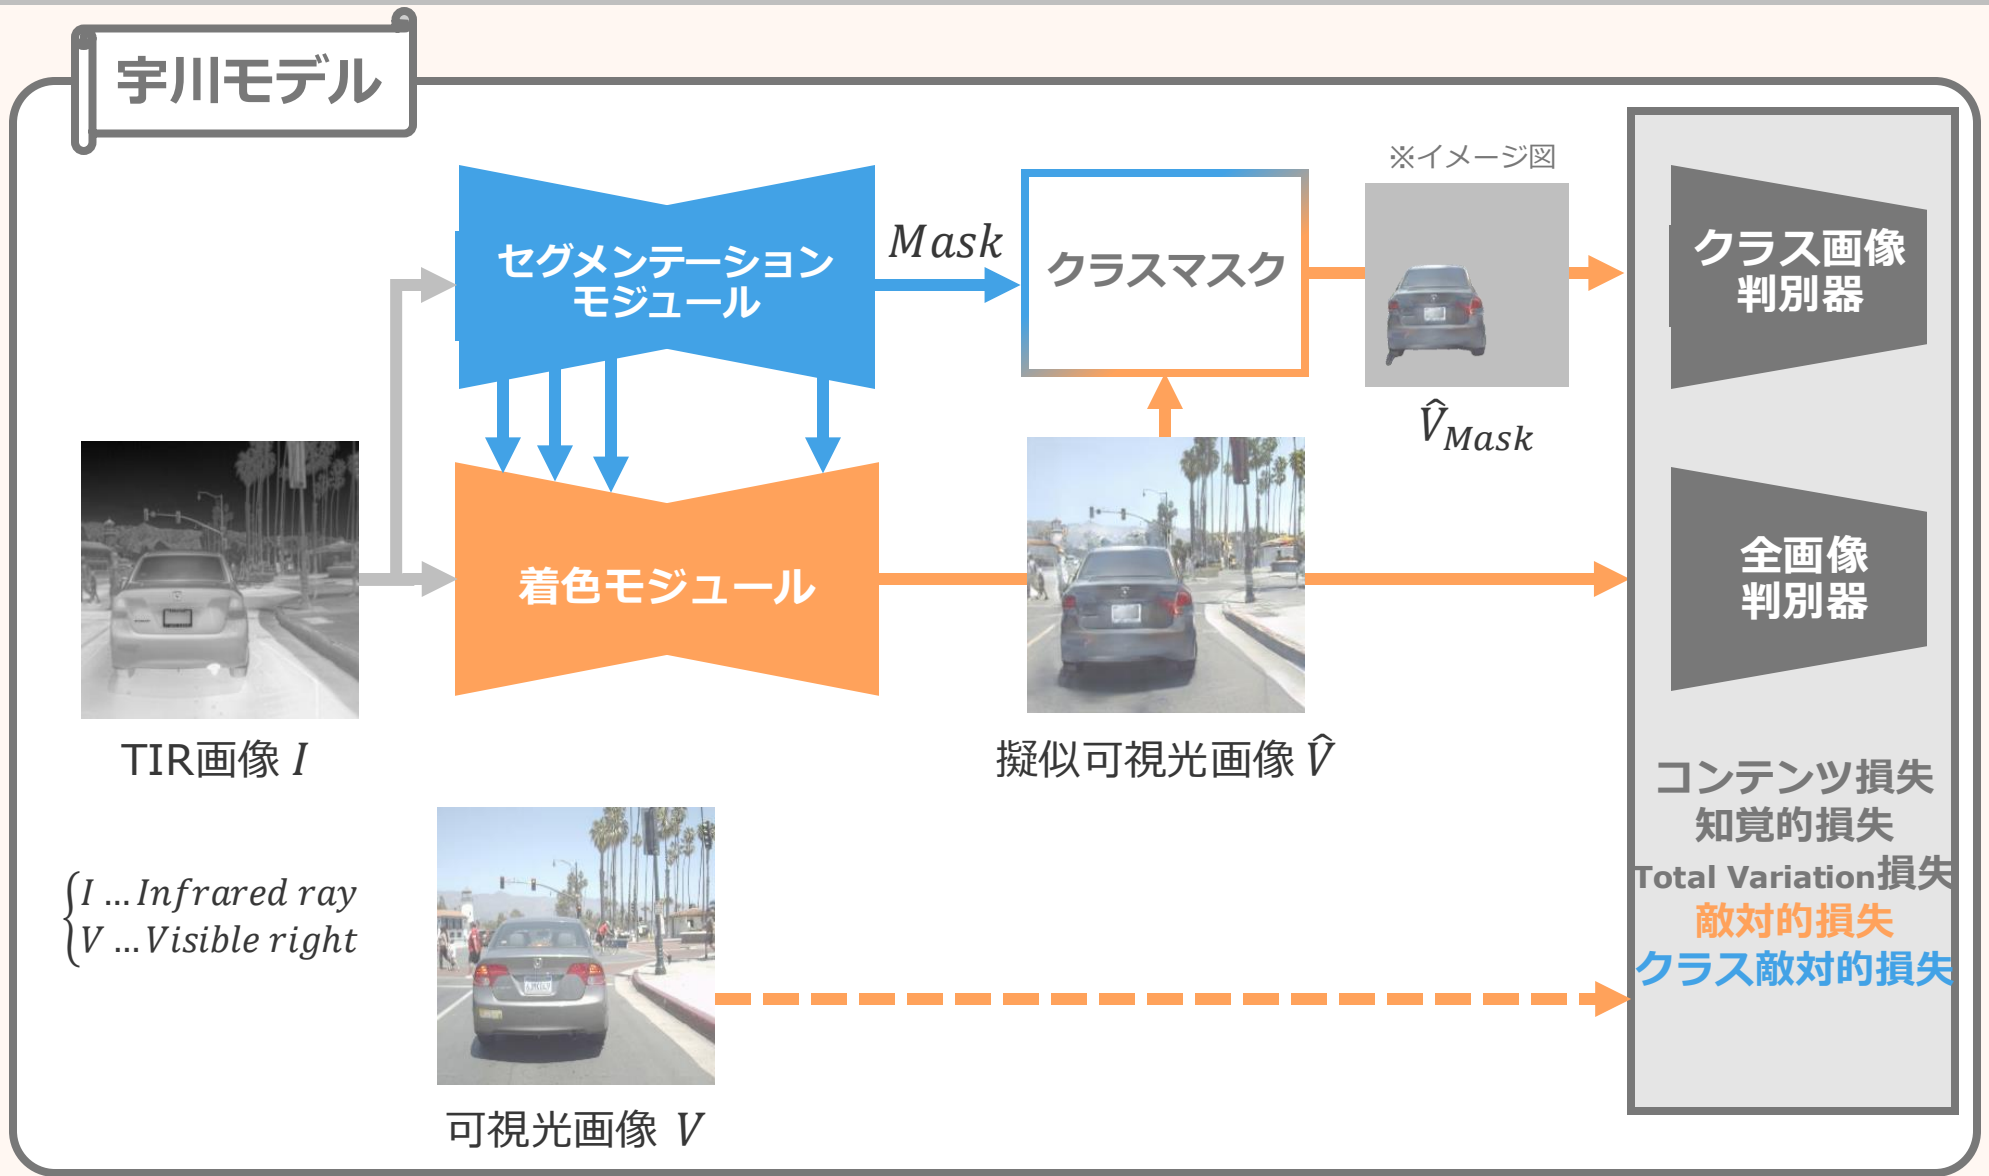 宇川モデル
※イメージ図
セグメンテーション
モジュール
Mask
クラスマスク
クラス画像
判別器
V̂_Mask
着色モジュール
全画像
判別器
TIR画像 I
擬似可視光画像 V̂
I … Infrared ray
V … Visible right
可視光画像 V
コンテンツ損失
知覚的損失
Total Variation損失
敵対的損失
クラス敵対的損失